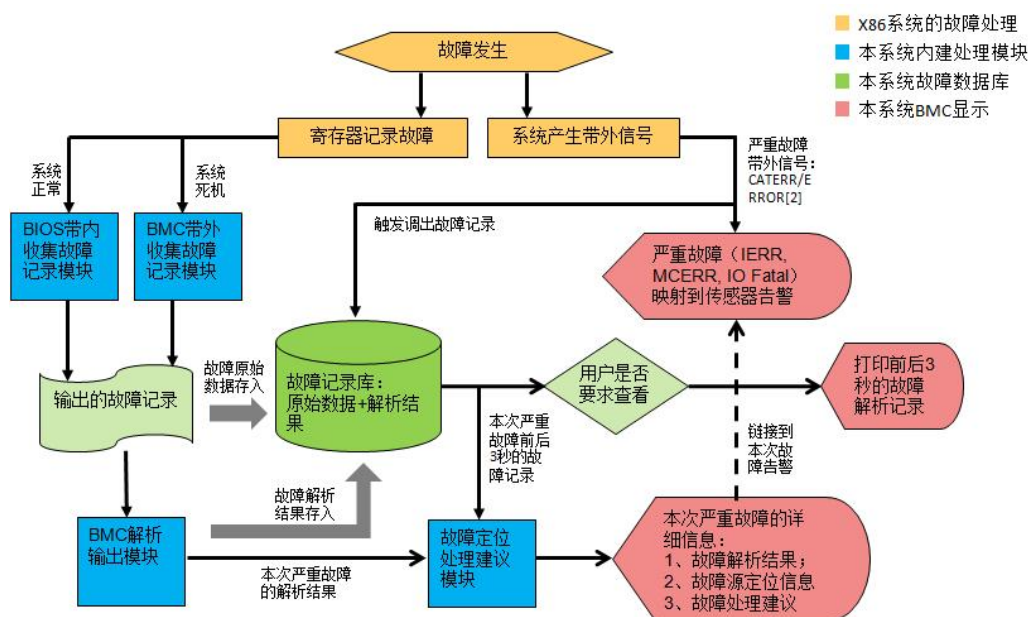 X86系统的故障处理
本系统内建处理模块
本系统故障数据库
本系统BMC显示
故障发生
寄存器记录故障
系统产生带外信号
严重故障
带外信号：
CATERR/E
RROR[2]
系统
正常
系统
死机
BIOS带内
收集故障
记录模块
BMC带外
收集故障
记录模块
触发调出故障记录
严重故障（IERR,
MCERR, IO Fatal）
映射到传感器告警
输出的故障记录
故障原始
数据存入
故障记录库：
原始数据+解析结
果
用户是否
要求查看
打印前后3
秒的故障
解析记录
本次严重
故障前后
3秒的故
障记录
链接到
本次故
障告警
故障解析
结果存入
BMC解析
输出模块
本次严重故障
的解析结果
故障定位
处理建议
模块
本次严重故障的详
细信息：
1、故障解析结果；
2、故障源定位信息
3、故障处理建议